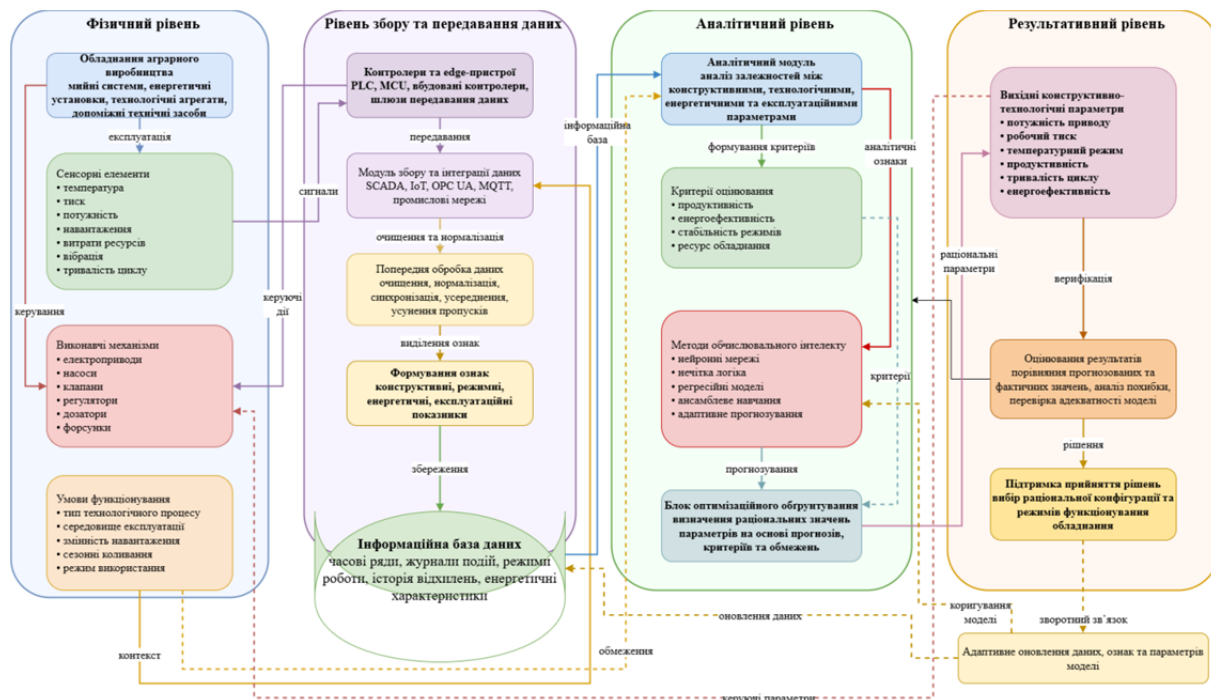 Фізичний рівень
Обладнання аграрного
виробництва
мийні системи, енергетичні
установки, технологічні агрегати,
допоміжні технічні засоби
експлуатація
Сенсорні елементи
• температура
• тиск
• потужність
• навантаження
• витрати ресурсів
• вібрація
• тривалість циклу
керування
Виконавчі механізми
• електроприводи
• насоси
• клапани
• регулятори
• дозатори
• форсунки
Умови функціонування
• тип технологічного процесу
• середовище експлуатації
• змінність навантаження
• сезонні коливання
• режим використання
контекст
сигнали
керуючі
дії
Рівень збору та передавання даних
Контролери та edge-пристрої
PLC, MCU, вбудовані контролери,
шлюзи передавання даних
передавання
Модуль збору та інтеграції даних
SCADA, IoT, OPC UA, MQTT,
промислові мережі
очищення та нормалізація
Попередня обробка даних
очищення, нормалізація,
синхронізація, усереднення,
усунення пропусків
виділення ознак
Формування ознак
конструктивні, режимні,
енергетичні, експлуатаційні
показники
збереження
Інформаційна база даних
часові ряди, журнали подій, режими
роботи, історія відхилень, енергетичні
характеристики
інформаційна
база
обмеження
Аналітичний рівень
Аналітичний модуль
аналіз залежностей між
конструктивними, технологічними,
енергетичними та експлуатаційними
параметрами
формування критеріїв
аналітичні
ознаки
Критерії оцінювання
• продуктивність
• енергоефективність
• стабільність режимів
• ресурс обладнання
Методи обчислювального інтелекту
• нейронні мережі
• нечітка логіка
• регресійні моделі
• ансамблеве навчання
• адаптивне прогнозування
критерії
прогнозування
Блок оптимізаційного обґрунтування
визначення раціональних значень
параметрів на основі прогнозів,
критеріїв та обмежень
оновлення даних
раціональні
параметри
Результативний рівень
Вихідні конструктивно-
технологічні параметри
• потужність приводу
• робочий тиск
• температурний режим
• продуктивність
• тривалість циклу
• енергоефективність
верифікація
Оцінювання результатів
порівняння прогнозованих та
фактичних значень, аналіз похибки,
перевірка адекватності моделі
рішення
Підтримка прийняття рішень
вибір раціональної конфігурації та
режимів функціонування
обладнання
коригування
моделі
зворотний зв`язок
Адаптивне оновлення даних, ознак та параметрів
моделі
керуючі параметри